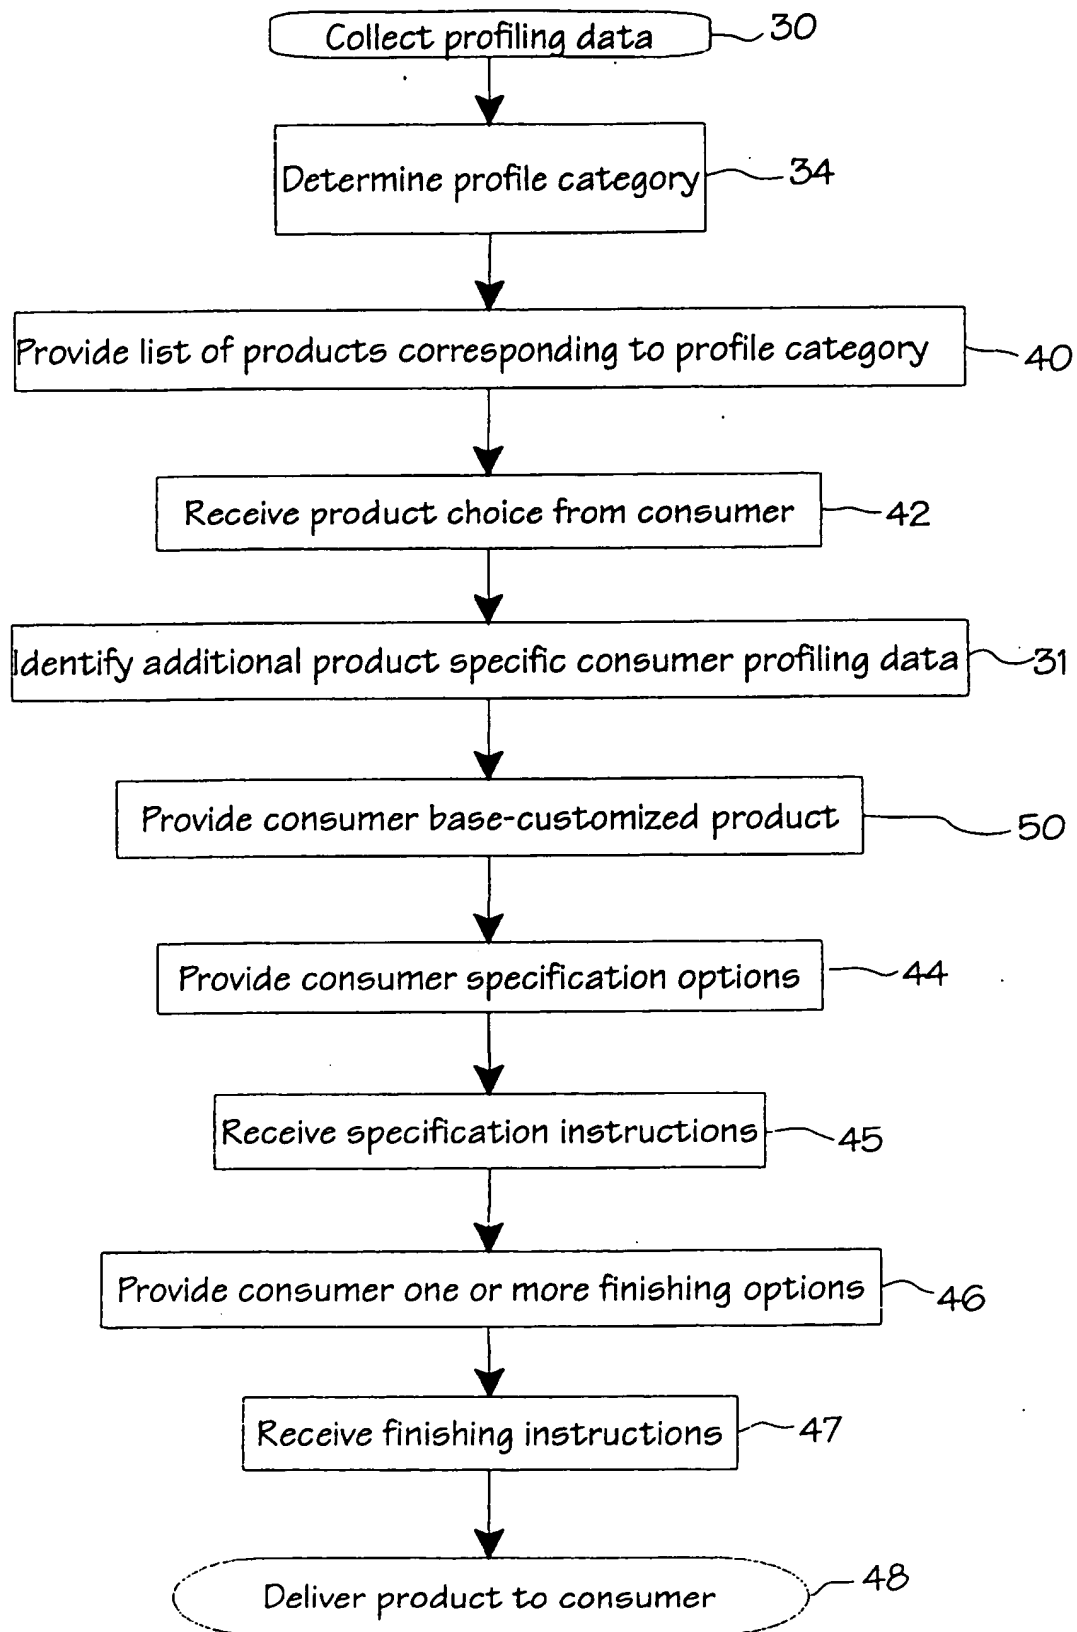 Collect profiling data 30
Determine profile category 34
Provide list of products corresponding to profile category 40
Receive product choice from consumer 42
Identify additional product specific consumer profiling data 31
Provide consumer base-customized product 50
Provide consumer specification options 44
Receive specification instructions 45
Provide consumer one or more finishing options 46
Receive finishing instructions 47
Deliver product to consumer 48